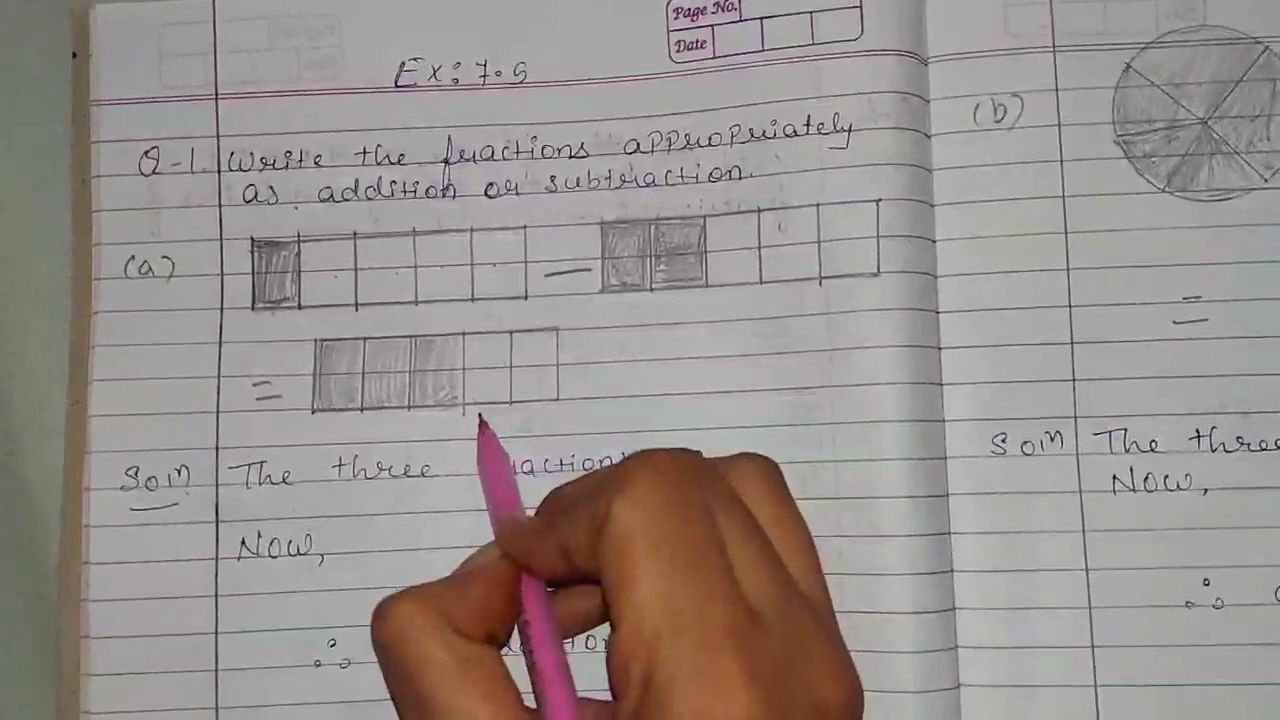 Page No.
Date
Ex: 7.5
Q-1. Write the fractions appropriately
as addition or subtraction.
(a)
—
=
Soln The three
Now,
∴
(b)
=
Soln The three
Now,
∴